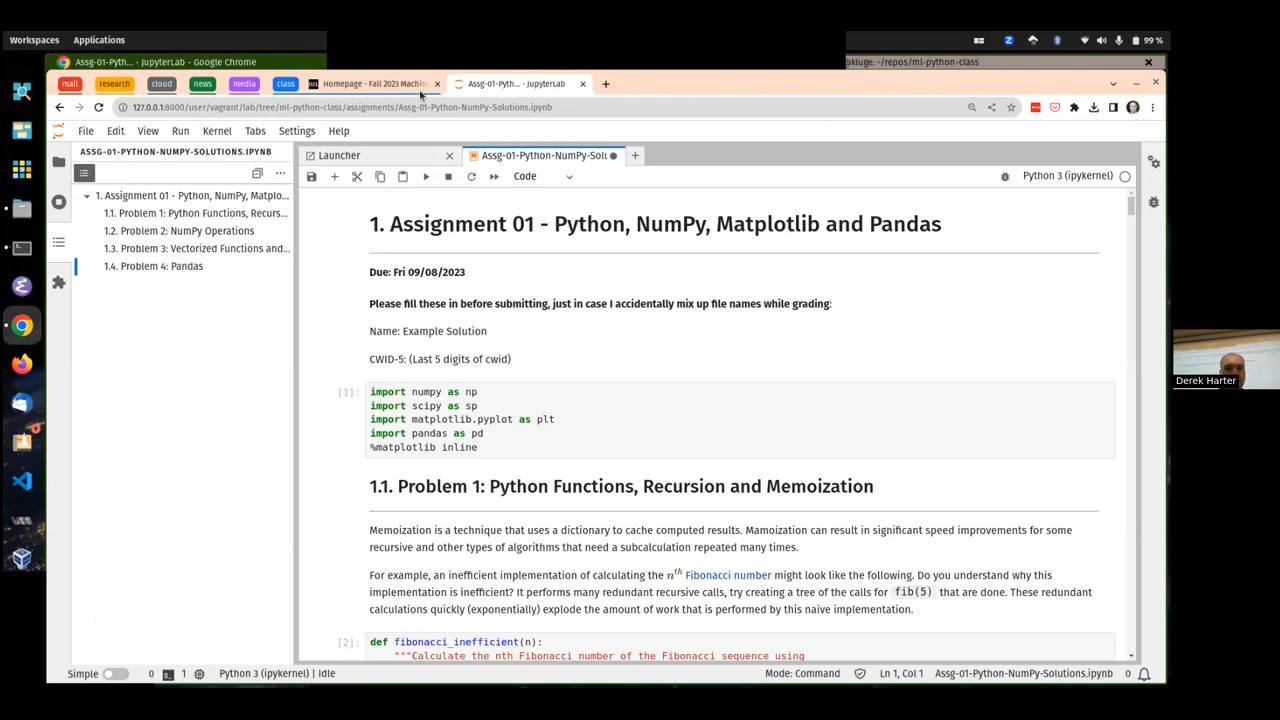 Workspaces Applications
99 %
Assg-01-Pyth... - JupyterLab - Google Chrome
kluge: ~/repos/ml-python-class
mail research cloud news media class Homepage - Fall 2023 Machin Assg-01-Pyth... - JupyterLab
127.0.0.1:8000/user/vagrant/lab/tree/ml-python-class/assignments/Assg-01-Python-NumPy-Solutions.ipynb
File Edit View Run Kernel Tabs Settings Help
ASSG-01-PYTHON-NUMPY-SOLUTIONS.IPYNB
Launcher Assg-01-Python-NumPy-Solu
Code Python 3 (ipykernel)
1. Assignment 01 - Python, NumPy, Matplo...
1.1. Problem 1: Python Functions, Recurs...
1.2. Problem 2: NumPy Operations
1.3. Problem 3: Vectorized Functions and...
1.4. Problem 4: Pandas
1. Assignment 01 - Python, NumPy, Matplotlib and Pandas
Due: Fri 09/08/2023
Please fill these in before submitting, just in case I accidentally mix up file names while grading:
Name: Example Solution
CWID-5: (Last 5 digits of cwid)
[1]: import numpy as np
import scipy as sp
import matplotlib.pyplot as plt
import pandas as pd
%matplotlib inline
1.1. Problem 1: Python Functions, Recursion and Memoization
Memoization is a technique that uses a dictionary to cache computed results. Mamoization can result in significant speed improvements for some
recursive and other types of algorithms that need a subcalculation repeated many times.
For example, an inefficient implementation of calculating the nth Fibonacci number might look like the following. Do you understand why this
implementation is inefficient? It performs many redundant recursive calls, try creating a tree of the calls for fib(5) that are done. These redundant
calculations quickly (exponentially) explode the amount of work that is performed by this naive implementation.
[2]: def fibonacci_inefficient(n):
"""Calculate the nth Fibonacci number of the Fibonacci sequence using
Simple 0 1 Python 3 (ipykernel) | Idle Mode: Command Ln 1, Col 1 Assg-01-Python-NumPy-Solutions.ipynb 0
Derek Harter